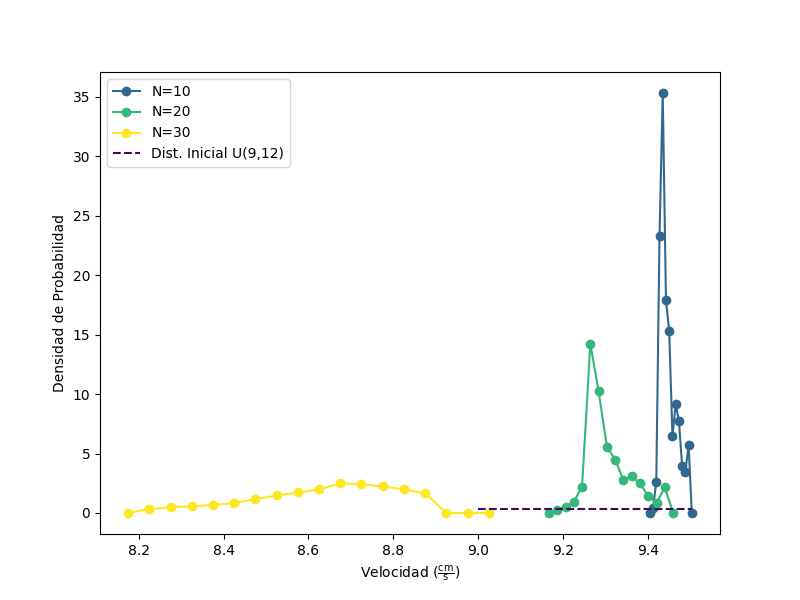 N=10
N=20
N=30
Dist. Inicial U(9,12)
Densidad de Probabilidad
35
30
25
20
15
10
5
0
8.2 8.4 8.6 8.8 9.0 9.2 9.4
Velocidad (cm/s)